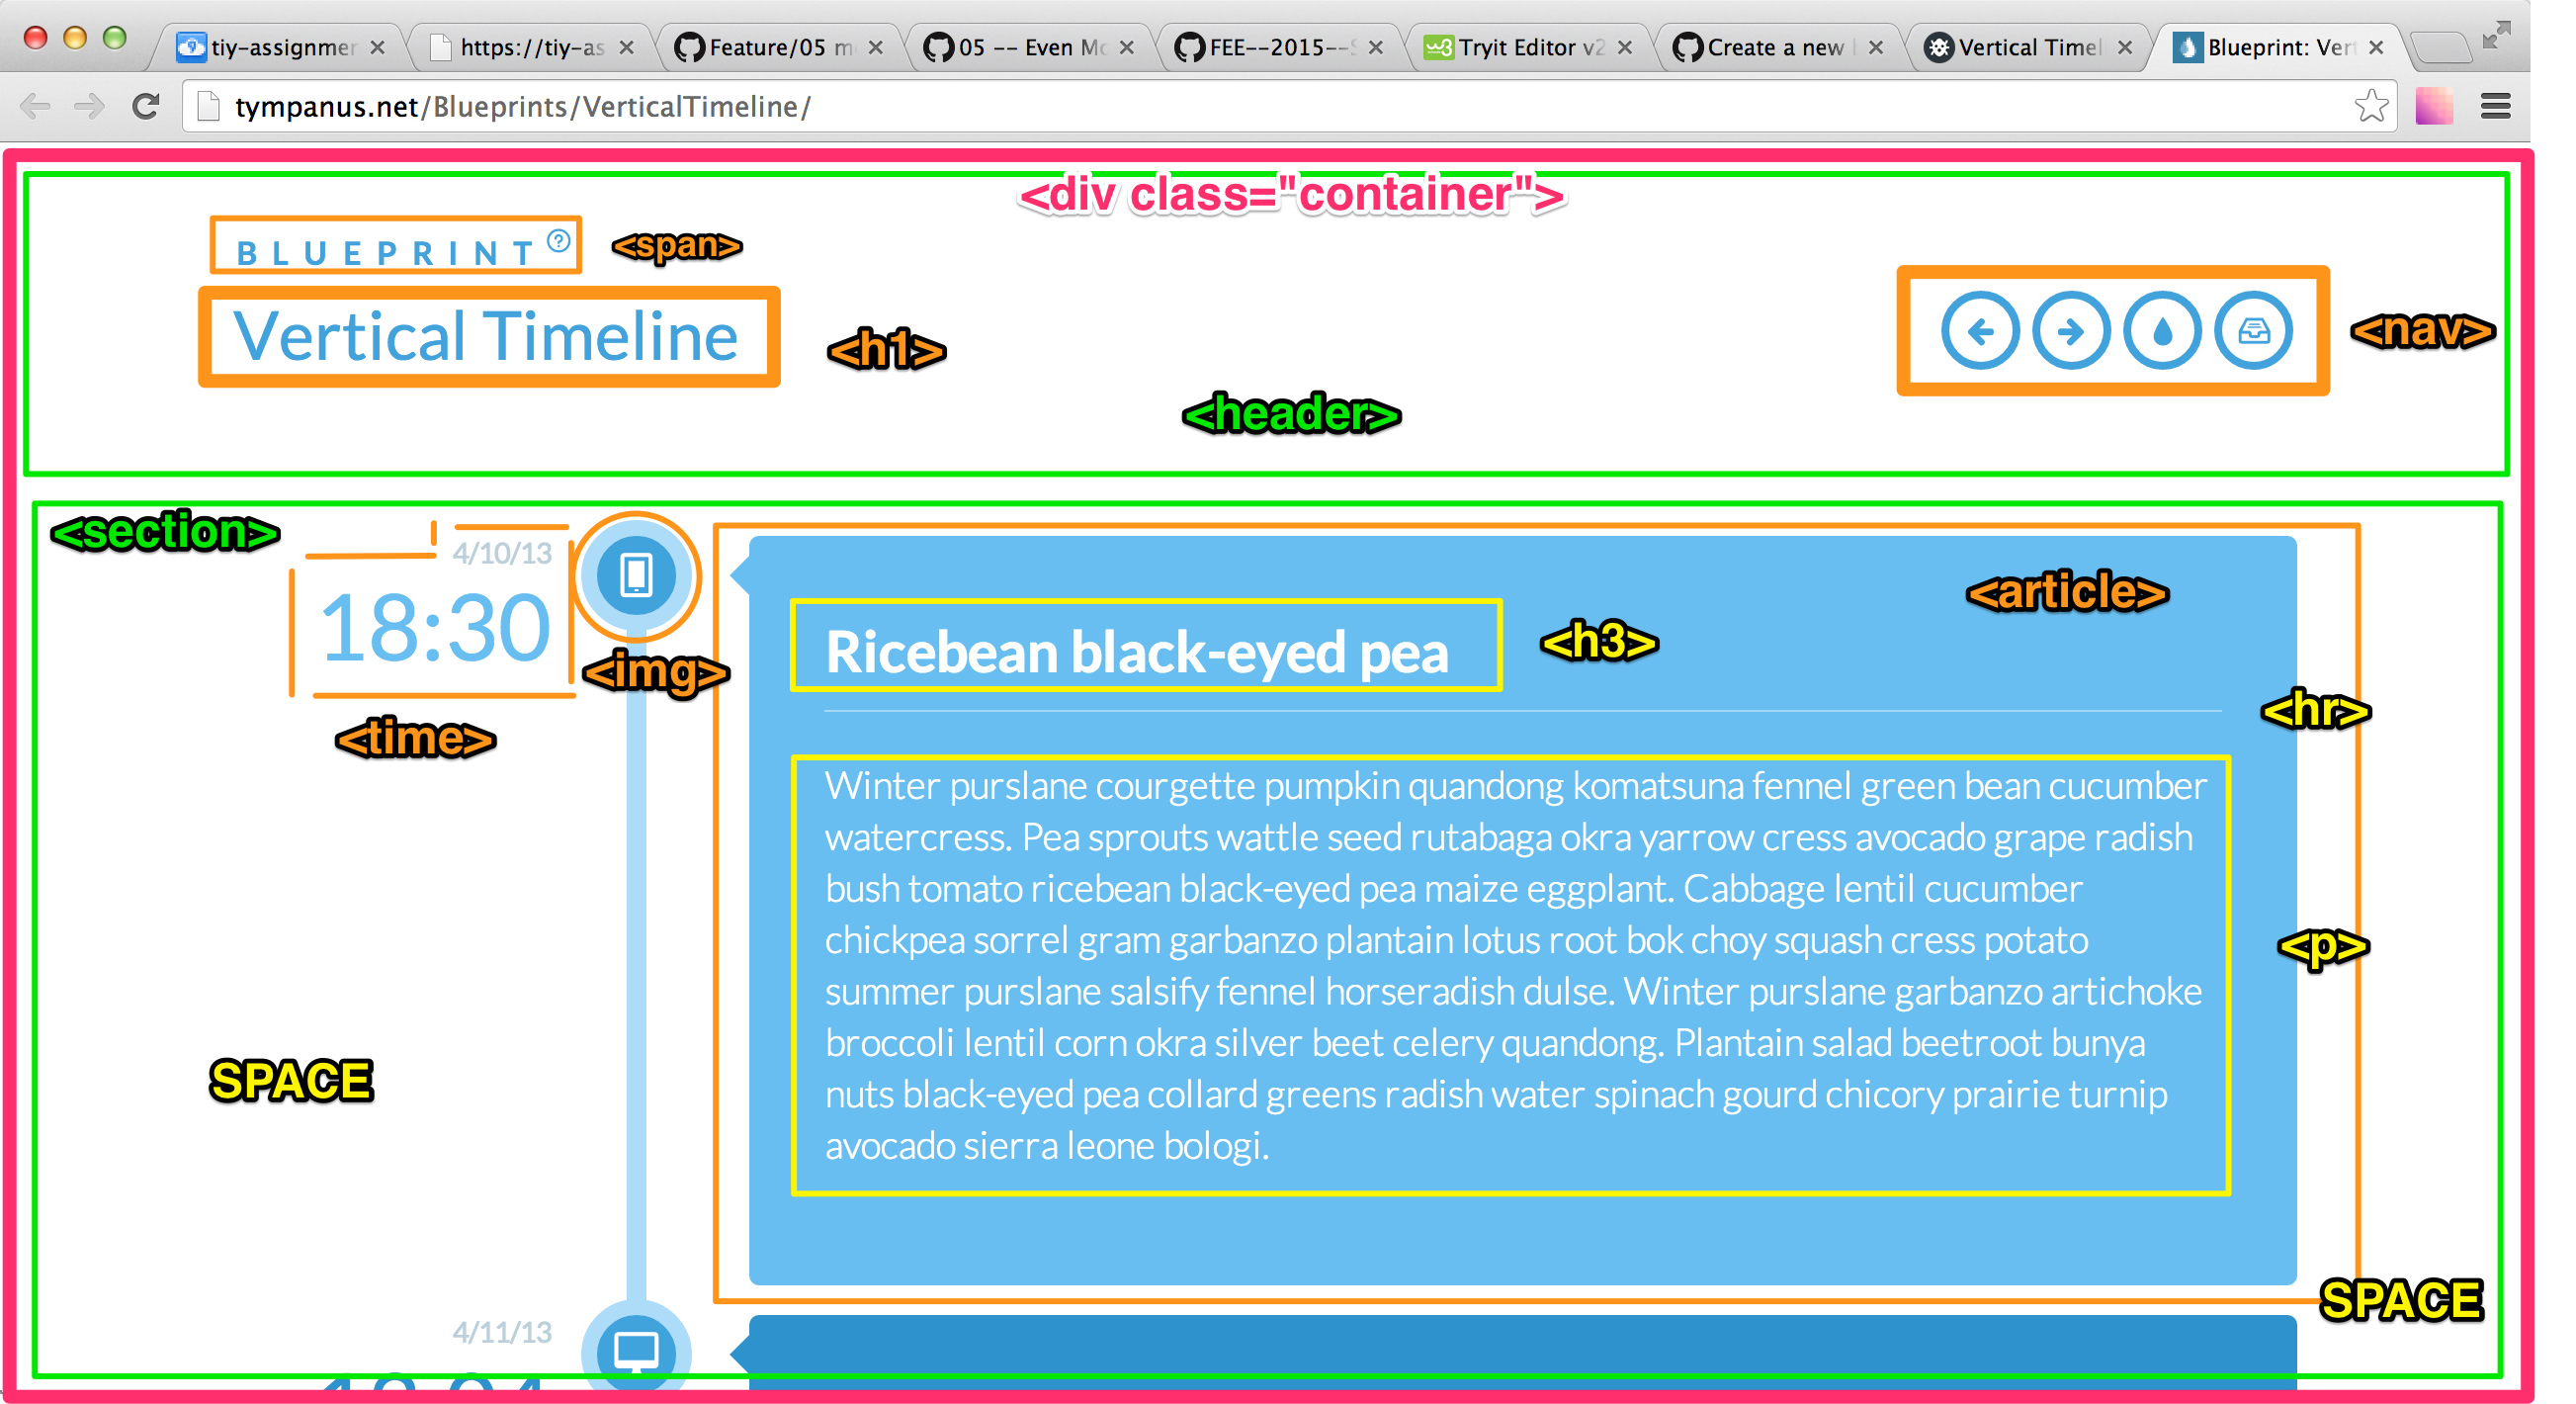 tiy-assignmer
https://tiy-as
Feature/05 m
05 -- Even Mo
FEE--2015--S
w3 Tryit Editor v2
Create a new
Vertical Timel
Blueprint: Vert
tympanus.net/Blueprints/VerticalTimeline/
<div class="container">
BLUEPRINT ?
<span>
Vertical Timeline
<h1>
<nav>
<header>
<section>
4/10/13
18:30
<time>
<img>
<article>
Ricebean black-eyed pea
<h3>
<hr>
Winter purslane courgette pumpkin quandong komatsuna fennel green bean cucumber
watercress. Pea sprouts wattle seed rutabaga okra yarrow cress avocado grape radish
bush tomato ricebean black-eyed pea maize eggplant. Cabbage lentil cucumber
chickpea sorrel gram garbanzo plantain lotus root bok choy squash cress potato
summer purslane salsify fennel horseradish dulse. Winter purslane garbanzo artichoke
broccoli lentil corn okra silver beet celery quandong. Plantain salad beetroot bunya
nuts black-eyed pea collard greens radish water spinach gourd chicory prairie turnip
avocado sierra leone bologi.
<p>
SPACE
SPACE
4/11/13